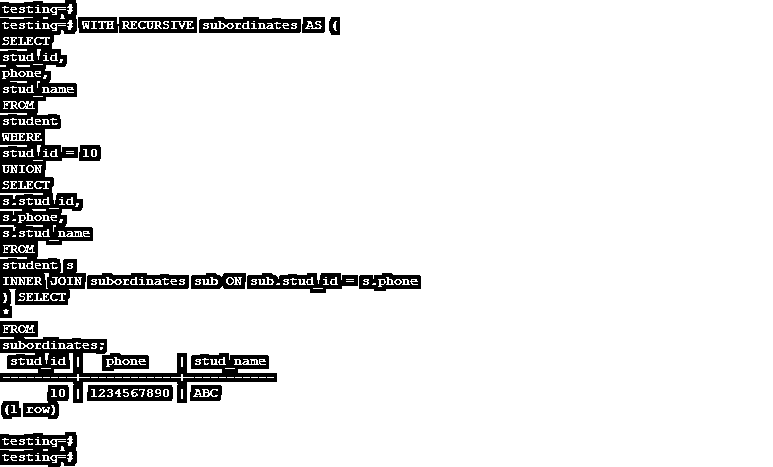 testing=#
testing=# WITH RECURSIVE subordinates AS (
SELECT
stud_id,
phone,
stud_name
FROM
student
WHERE
stud_id = 10
UNION
SELECT
s.stud_id,
s.phone,
s.stud_name
FROM
student s
INNER JOIN subordinates sub ON sub.stud_id = s.phone
) SELECT
*
FROM
subordinates;
stud_id | phone | stud_name
---------+------------+-----------
10 | 1234567890 | ABC
(1 row)
testing=#
testing=#